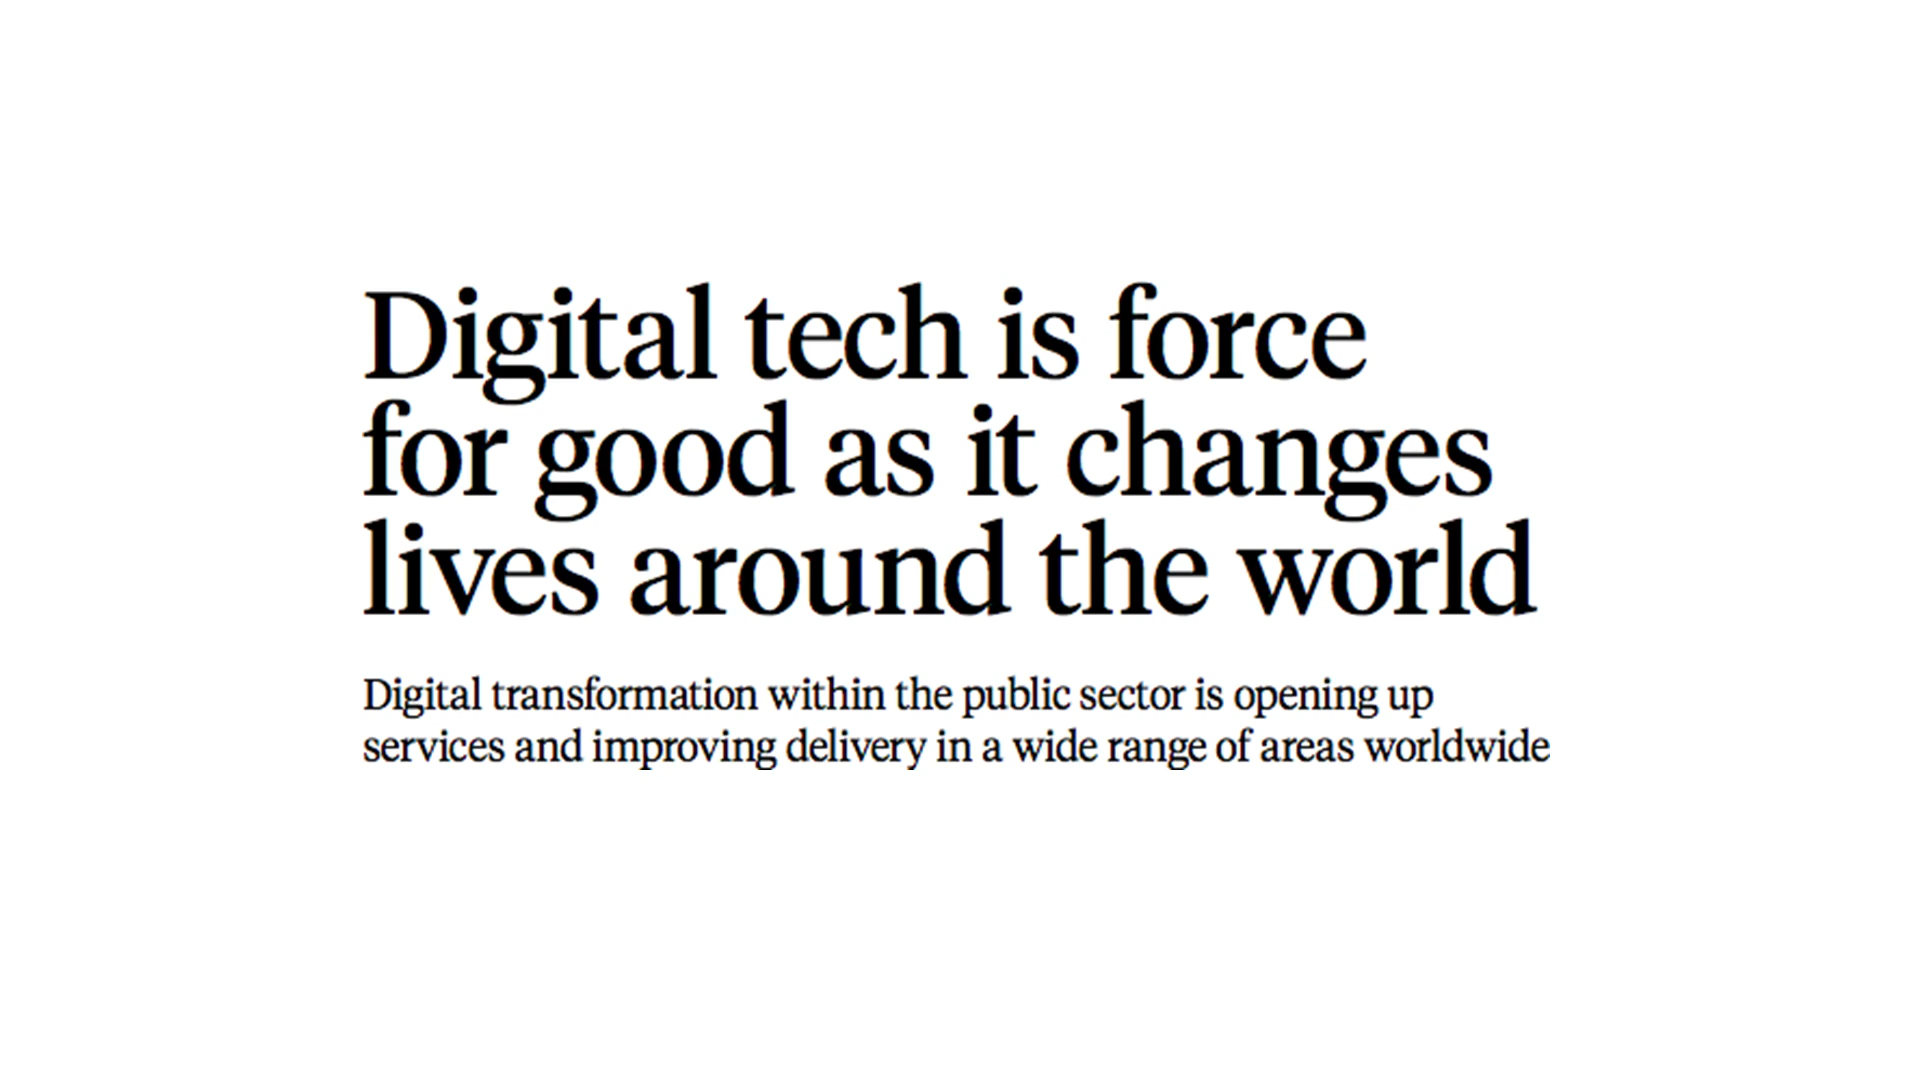 Digital tech is force
for good as it changes
lives around the world
Digital transformation within the public sector is opening up
services and improving delivery in a wide range of areas worldwide